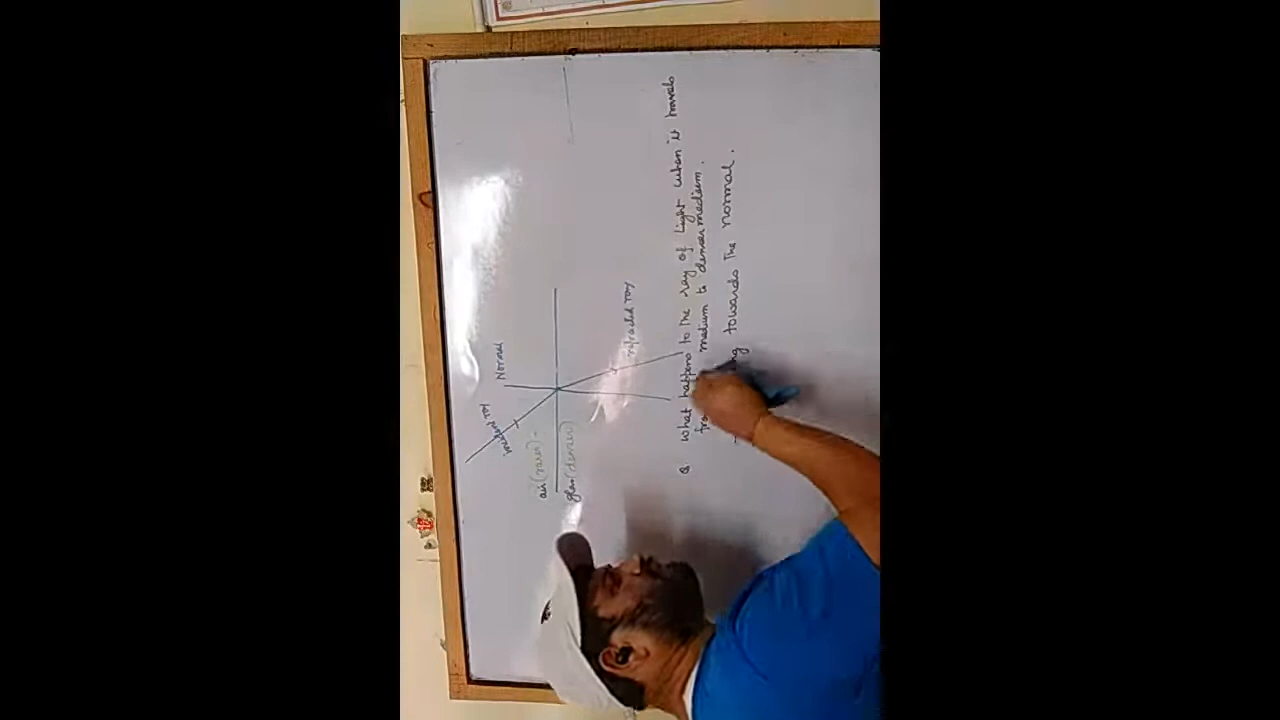 Normal
incident ray
air (rarer)
glass (denser)
refracted ray
Q what happens to the ray of Light when it travels
medium to denser medium.
towards the normal.